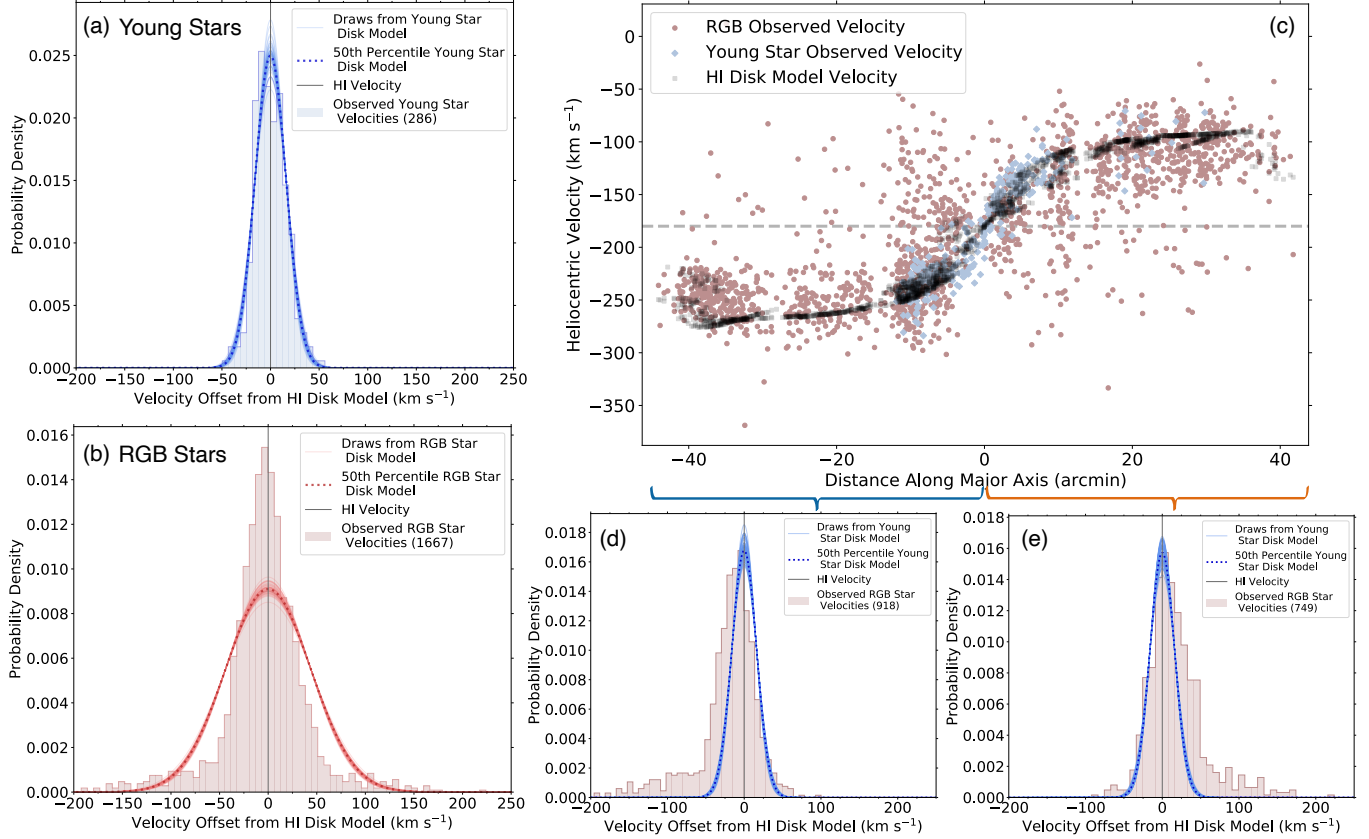 (a) Young Stars
Draws from Young Star
Disk Model
50th Percentile Young Star
Disk Model
HI Velocity
Observed Young Star
Velocities (286)
0.025
0.020
0.015
0.010
0.005
0.000
Probability Density
−200 −150 −100 −50 0 50 100 150 200 250
Velocity Offset from HI Disk Model (km s⁻¹)
(b) RGB Stars
Draws from RGB Star
Disk Model
50th Percentile RGB Star
Disk Model
HI Velocity
Observed RGB Star
Velocities (1667)
0.016
0.014
0.012
0.010
0.008
0.006
0.004
0.002
0.000
Probability Density
−200 −150 −100 −50 0 50 100 150 200 250
Velocity Offset from HI Disk Model (km s⁻¹)
(c)
RGB Observed Velocity
Young Star Observed Velocity
HI Disk Model Velocity
0
−50
−100
−150
−200
−250
−300
−350
Heliocentric Velocity (km s⁻¹)
−40 −20 0 20 40
Distance Along Major Axis (arcmin)
(d)
Draws from Young
Star Disk Model
50th Percentile Young
Star Disk Model
HI Velocity
Observed RGB Star
Velocities (918)
0.018
0.016
0.014
0.012
0.010
0.008
0.006
0.004
0.002
0.000
Probability Density
−200 −100 0 100 200
Velocity Offset from HI Disk Model (km s⁻¹)
(e)
Draws from Young
Star Disk Model
50th Percentile Young
Star Disk Model
HI Velocity
Observed RGB Star
Velocities (749)
0.018
0.016
0.014
0.012
0.010
0.008
0.006
0.004
0.002
0.000
Probability Density
−200 −100 0 100 200
Velocity Offset from HI Disk Model (km s⁻¹)